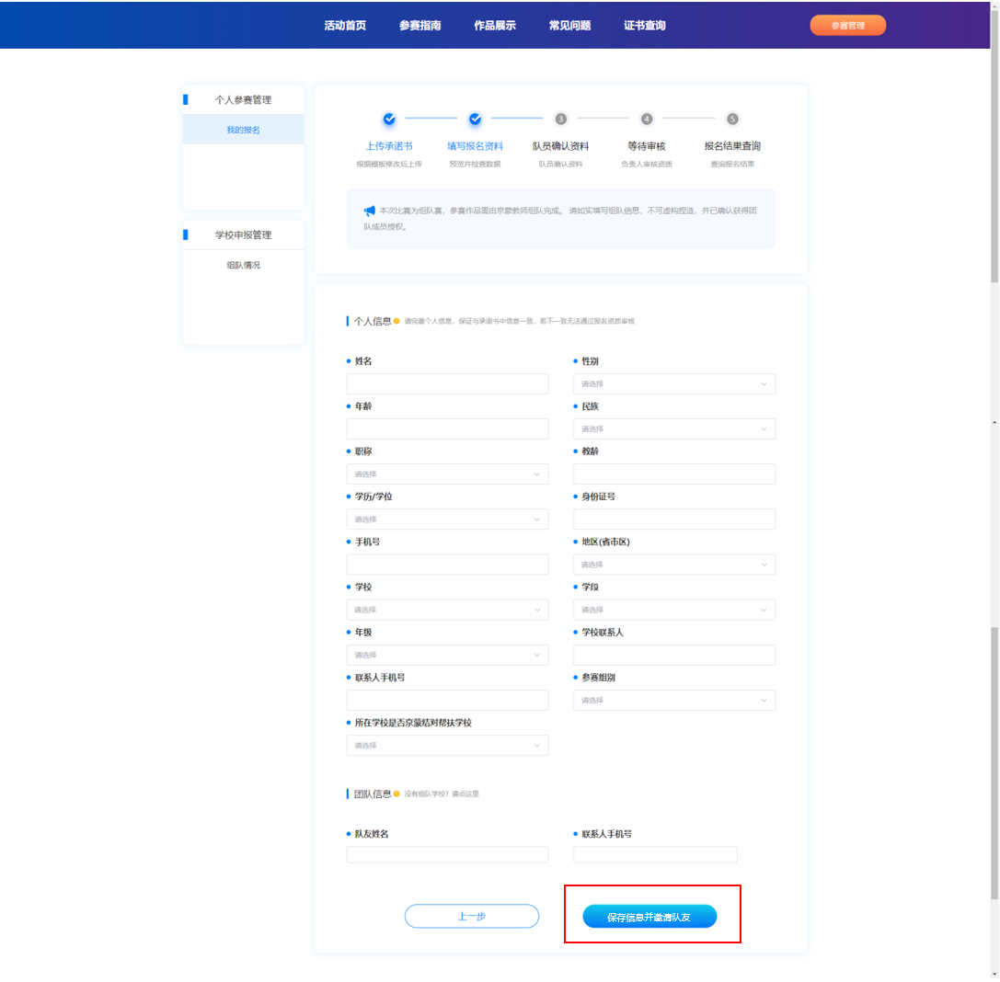 活动首页 参赛指南 作品展示 常见问题 证书查询 参赛管理
个人参赛管理
我的报名
学校申报管理
组队情况
3 4 5
上传承诺书 填写报名资料 队员确认资料 等待审核 报名结果查询
根据模板修改后上传 预览并检查数据 队员确认资料 负责人审核资质 查询报名结果
本次比赛为组队赛，参赛作品需由京蒙教师组队完成。 请如实填写组队信息，不可虚构捏造，并已确认获得团
队成员授权。
个人信息 请完善个人信息，保证与承诺书中信息一致，若不一致无法通过报名资质审核
姓名 性别
请选择
年龄 民族
请选择
职称 教龄
请选择
学历/学位 身份证号
请选择
手机号 地区(省市区)
请选择
学校 学段
请选择 请选择
年级 学校联系人
请选择
联系人手机号 参赛组别
请选择
所在学校是否京蒙结对帮扶学校
请选择
团队信息 没有组队学校？请点这里
队友姓名 联系人手机号
上一步 保存信息并邀请队友